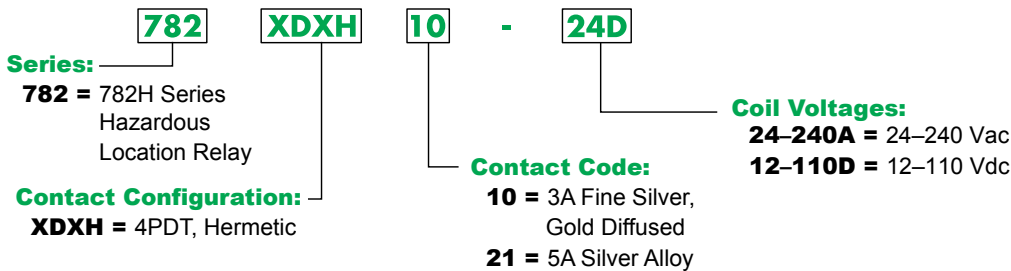 782 XDXH 10 - 24D
Series:
782 = 782H Series
Hazardous
Location Relay
Contact Configuration:
XDXH = 4PDT, Hermetic
Contact Code:
10 = 3A Fine Silver,
Gold Diffused
21 = 5A Silver Alloy
Coil Voltages:
24–240A = 24–240 Vac
12–110D = 12–110 Vdc